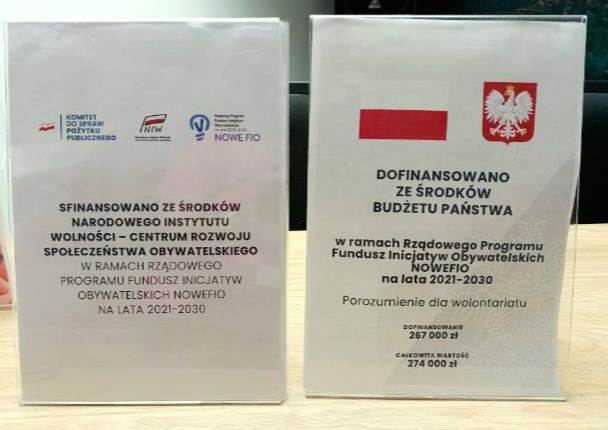 KOMITET
DO SPRAW
POŻYTKU
PUBLICZNEGO
NIW
NOWE FIO
SFINANSOWANO ZE ŚRODKÓW
NARODOWEGO INSTYTUTU
WOLNOŚCI – CENTRUM ROZWOJU
SPOŁECZEŃSTWA OBYWATELSKIEGO
W RAMACH RZĄDOWEGO
PROGRAMU FUNDUSZ INICJATYW
OBYWATELSKICH NOWEFIO
NA LATA 2021-2030
DOFINANSOWANO
ZE ŚRODKÓW
BUDŻETU PAŃSTWA
w ramach Rządowego Programu
Fundusz Inicjatyw Obywatelskich
NOWEFIO
na lata 2021-2030
Porozumienie dla wolontariatu
DOFINANSOWANIE
267 000 zł
CAŁKOWITA WARTOŚĆ
274 000 zł